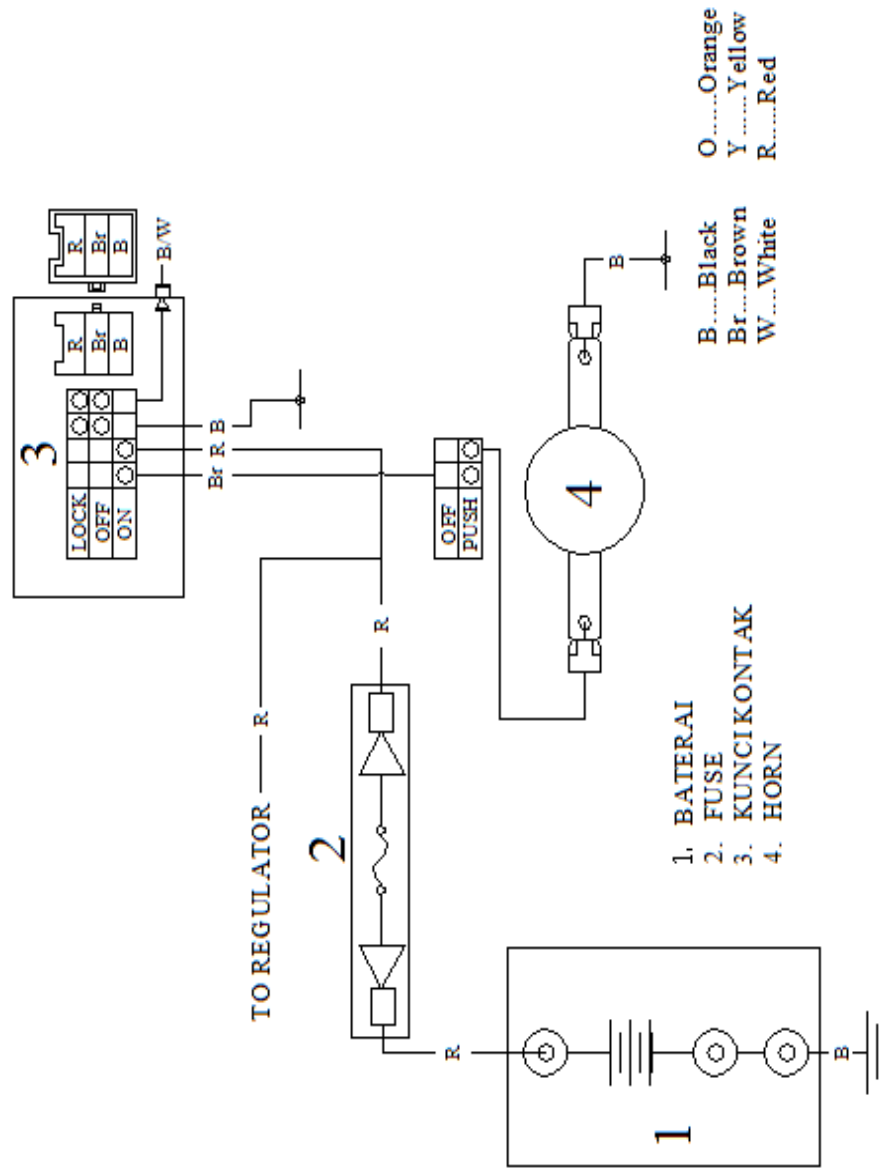 3
LOCK
OFF
ON
R
Br
B
R
Br
B
B/W
Br
R
B
TO REGULATOR
R
R
2
OFF
PUSH
R
1
B
4
B
1. BATERAI
2. FUSE
3. KUNCI KONTAK
4. HORN
B.....Black
Br...Brown
W....White
O......Orange
Y ......Yellow
R.....Red